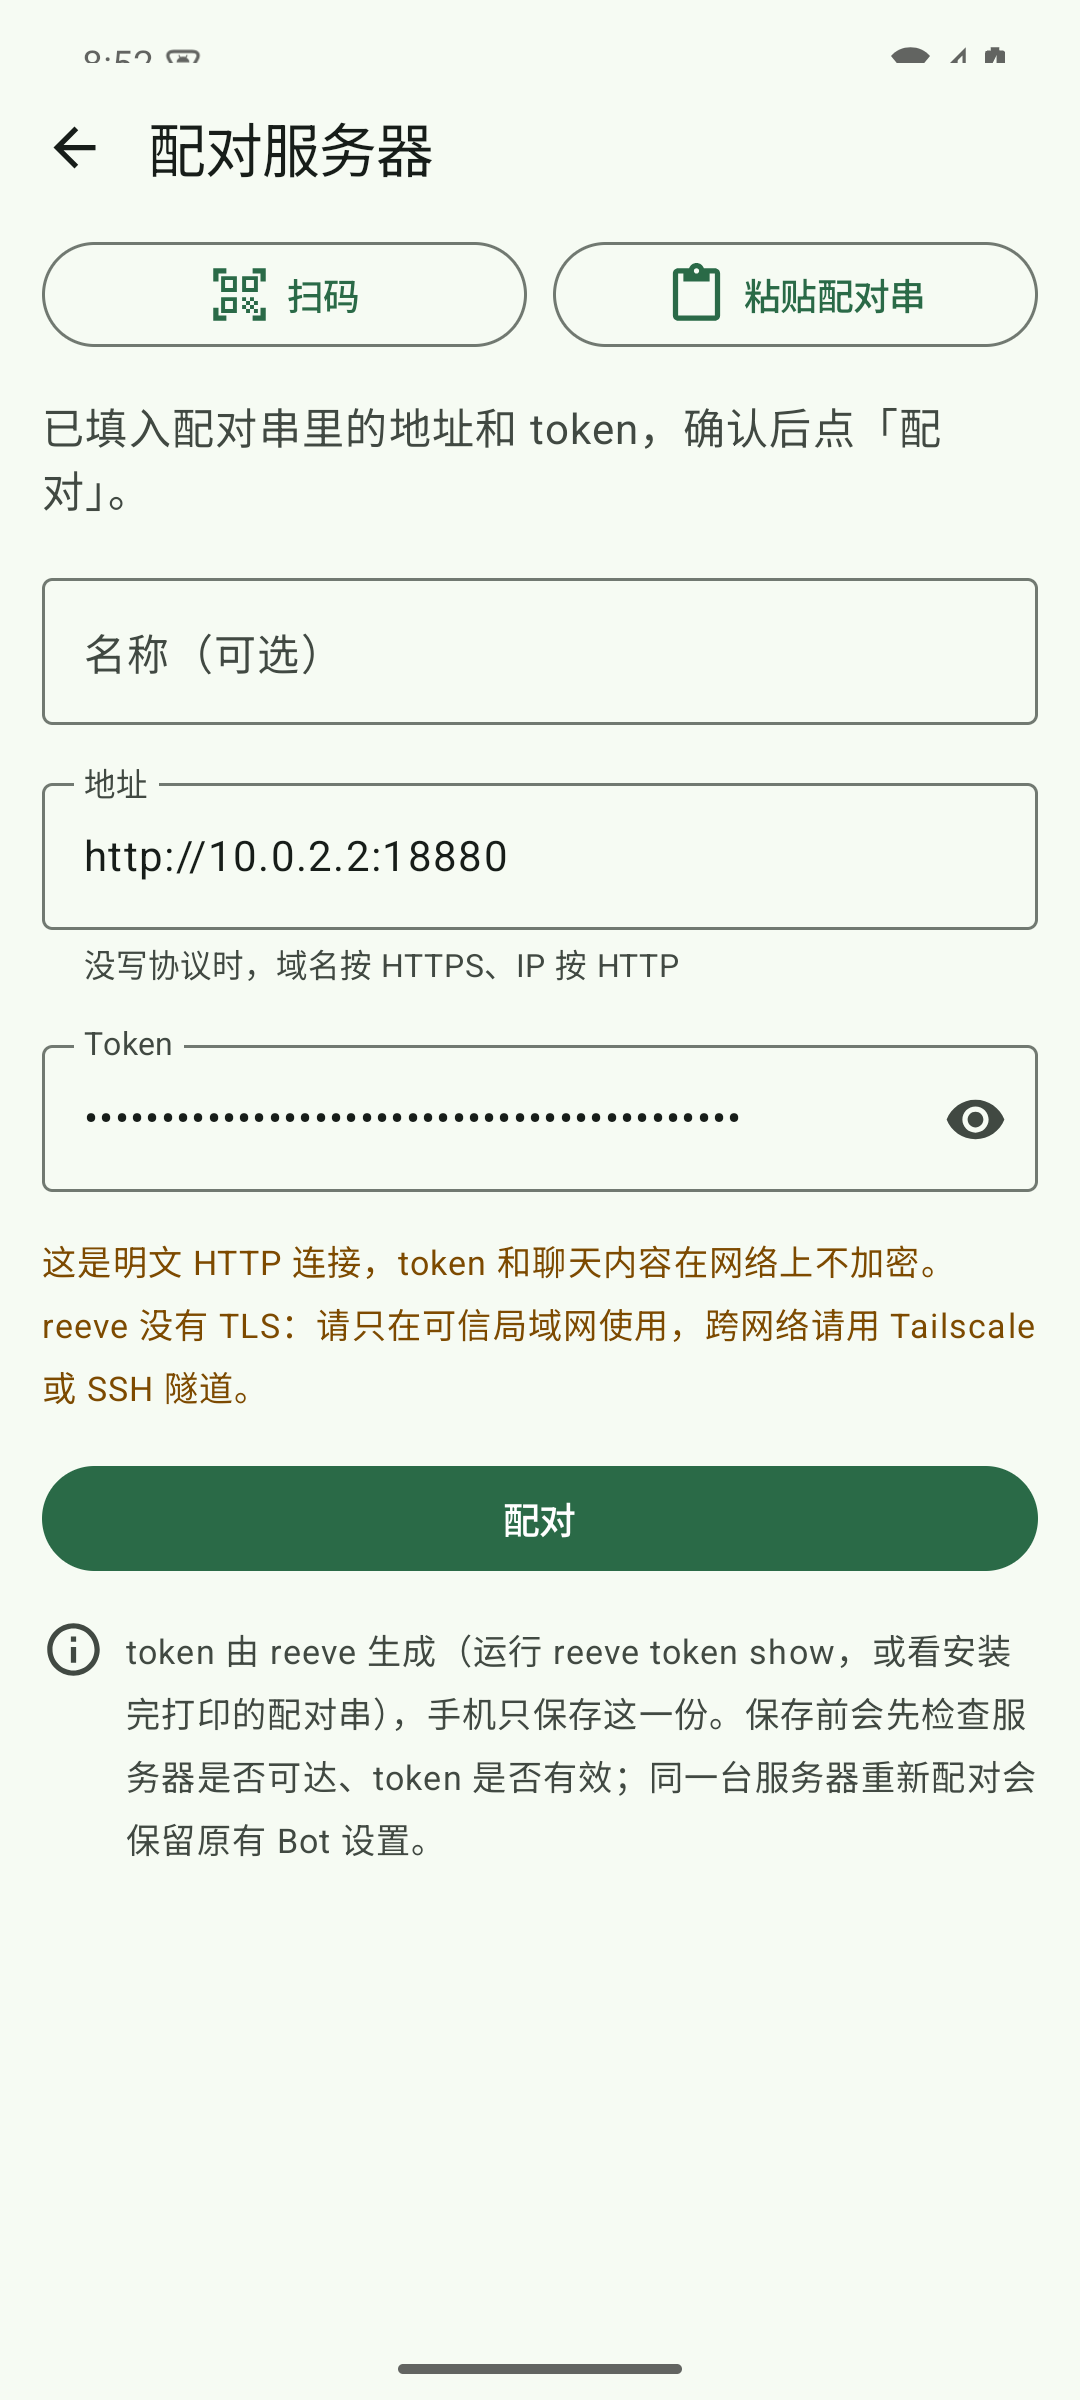 8:52
配对服务器
扫码
粘贴配对串
已填入配对串里的地址和 token，确认后点「配
对」。
名称（可选）
地址
http://10.0.2.2:18880
没写协议时，域名按 HTTPS、IP 按 HTTP
Token
•••••••••••••••••••••••••••••••••••••••••••
这是明文 HTTP 连接，token 和聊天内容在网络上不加密。
reeve 没有 TLS：请只在可信局域网使用，跨网络请用 Tailscale
或 SSH 隧道。
配对
token 由 reeve 生成（运行 reeve token show，或看安装
完打印的配对串），手机只保存这一份。保存前会先检查服
务器是否可达、token 是否有效；同一台服务器重新配对会
保留原有 Bot 设置。